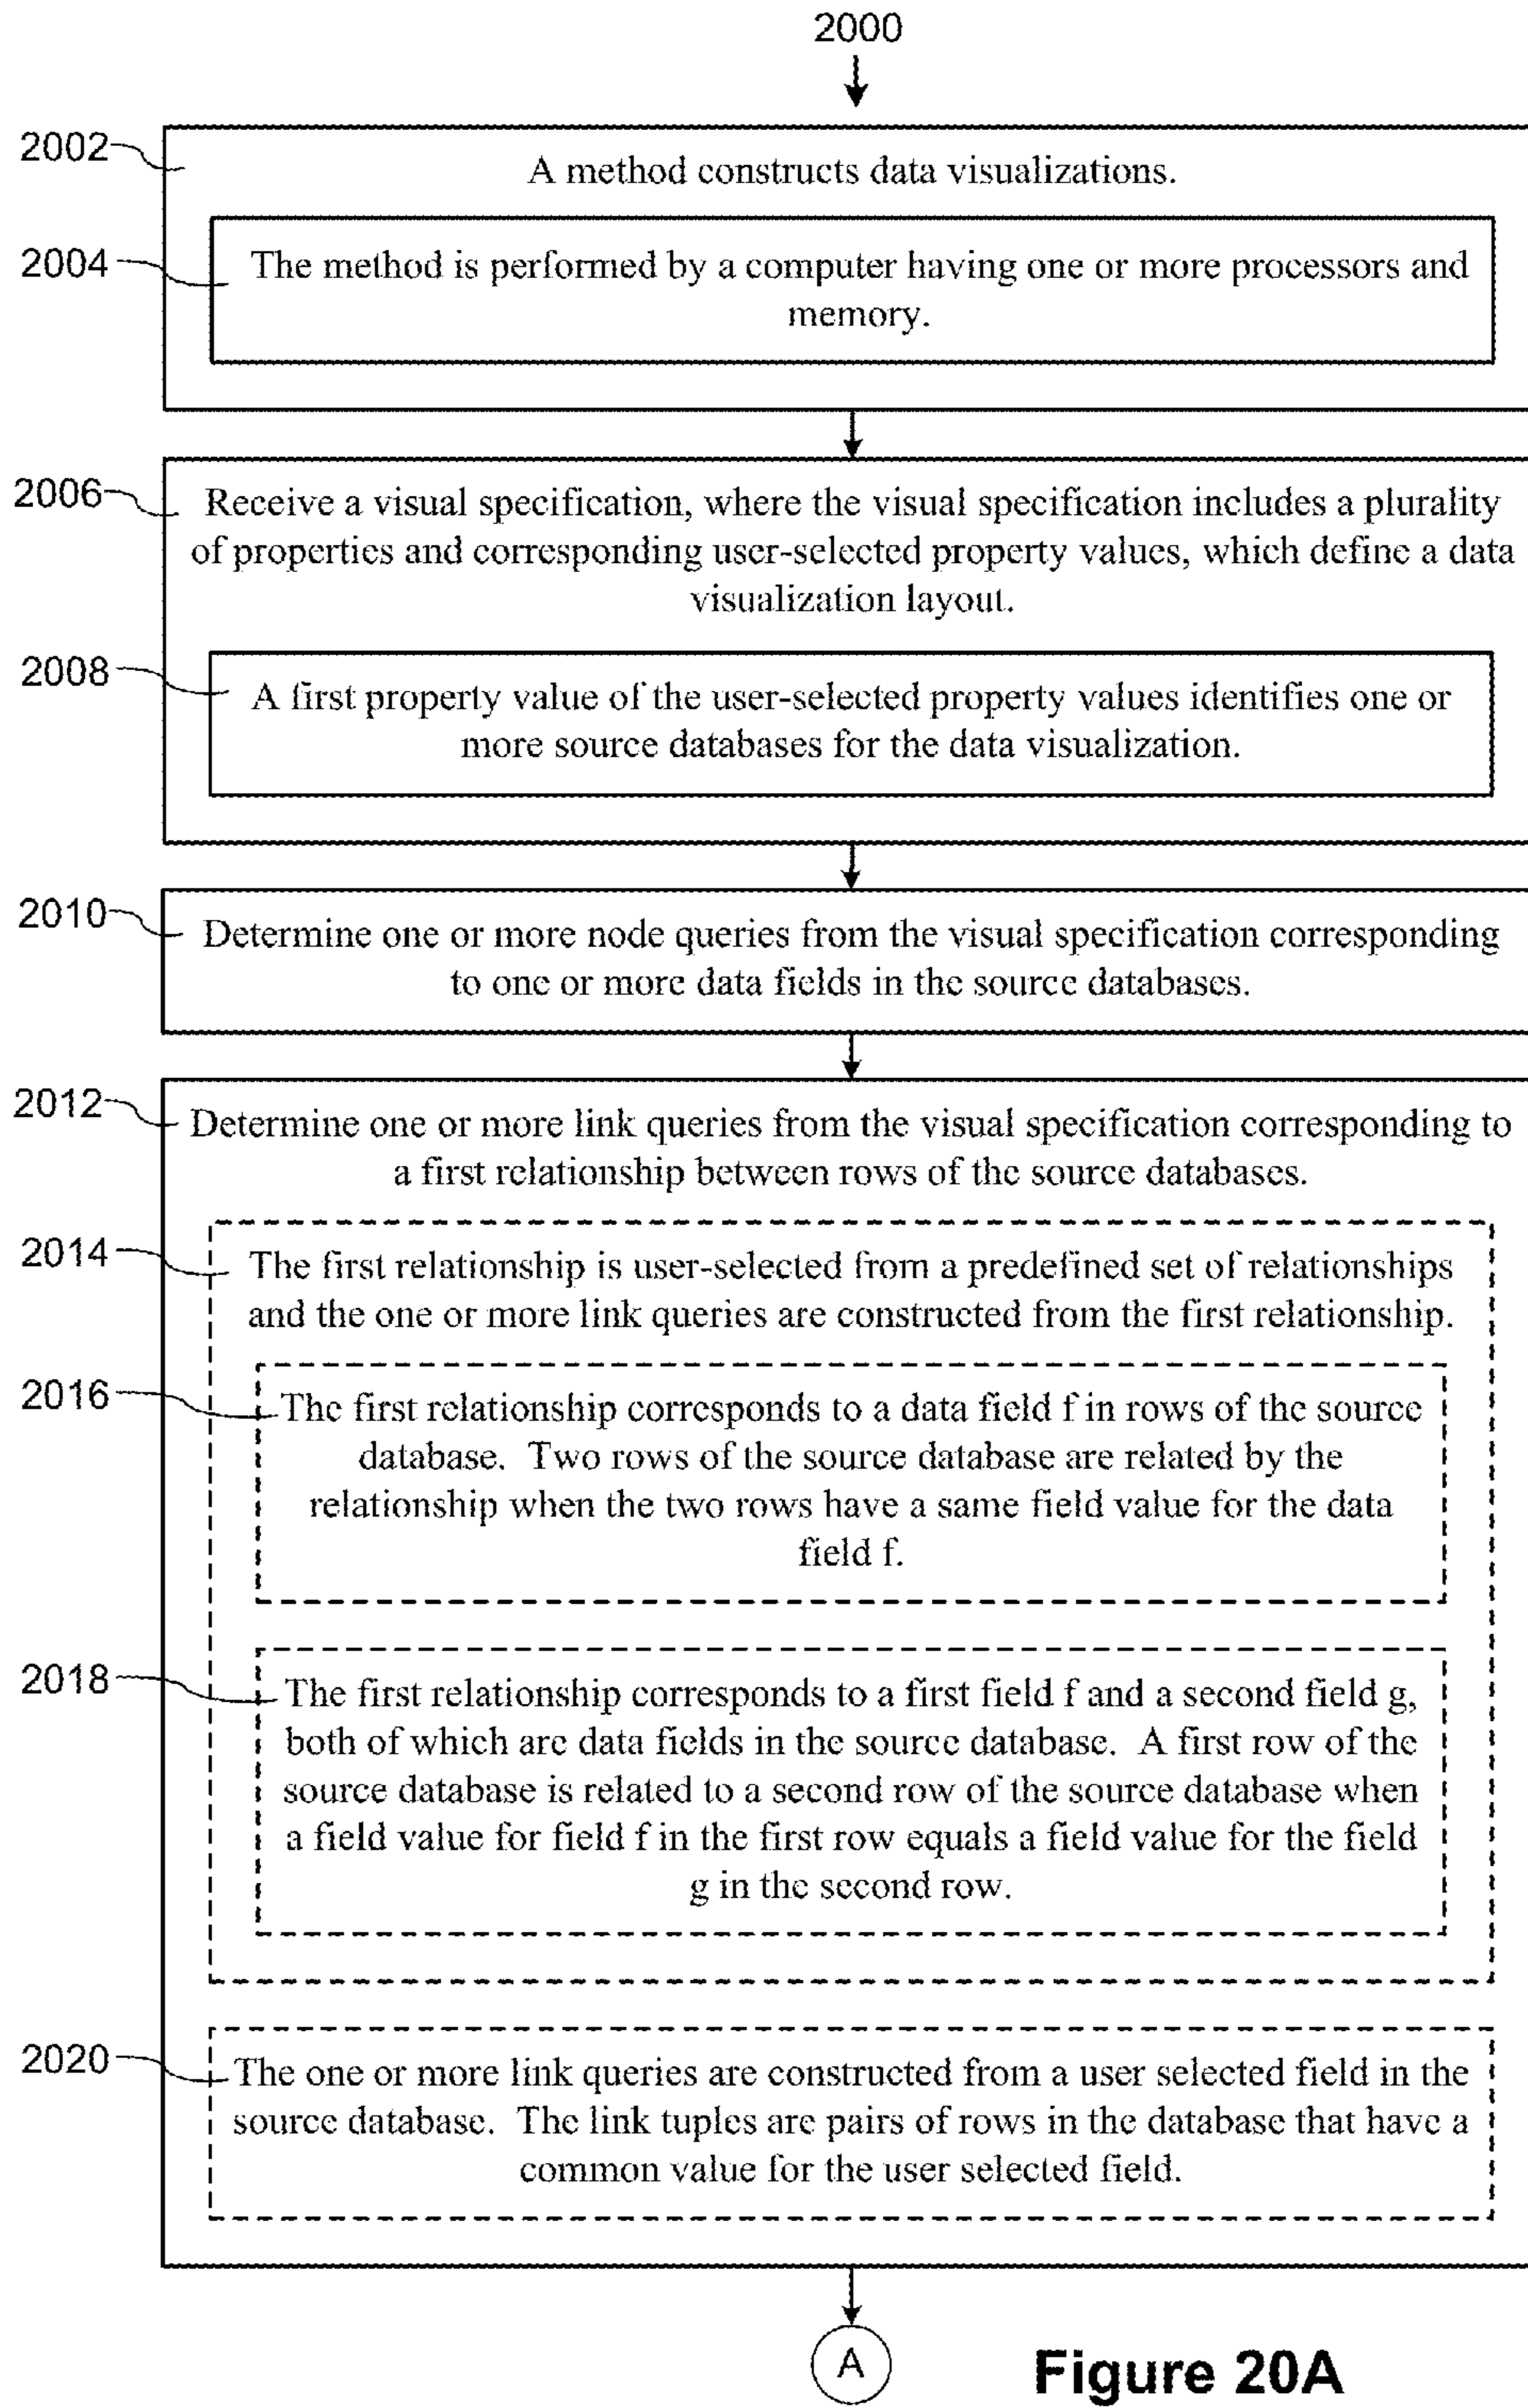 2000
2002
A method constructs data visualizations.
2004
The method is performed by a computer having one or more processors and
memory.
2006
Receive a visual specification, where the visual specification includes a plurality
of properties and corresponding user-selected property values, which define a data
visualization layout.
2008
A first property value of the user-selected property values identifies one or
more source databases for the data visualization.
2010
Determine one or more node queries from the visual specification corresponding
to one or more data fields in the source databases.
2012
Determine one or more link queries from the visual specification corresponding to
a first relationship between rows of the source databases.
2014
The first relationship is user-selected from a predefined set of relationships
and the one or more link queries are constructed from the first relationship.
2016
The first relationship corresponds to a data field f in rows of the source
database. Two rows of the source database are related by the
relationship when the two rows have a same field value for the data
field f.
2018
The first relationship corresponds to a first field f and a second field g,
both of which are data fields in the source database. A first row of the
source database is related to a second row of the source database when
a field value for field f in the first row equals a field value for the field
g in the second row.
2020
The one or more link queries are constructed from a user selected field in the
source database. The link tuples are pairs of rows in the database that have a
common value for the user selected field.
A
Figure 20A